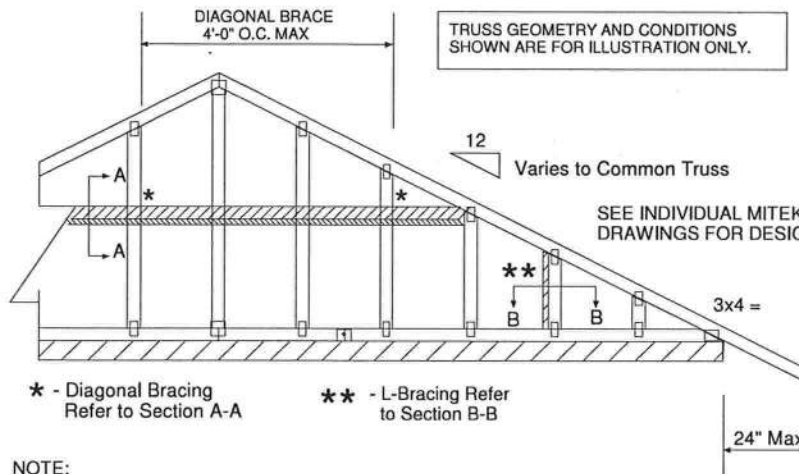 DIAGONAL BRACE
4'-0" O.C. MAX
TRUSS GEOMETRY AND CONDITIONS
SHOWN ARE FOR ILLUSTRATION ONLY.
12
Varies to Common Truss
A
*
*
SEE INDIVIDUAL MITEK
DRAWINGS FOR DESIG
A
**
B
B
3x4 =
* - Diagonal Bracing
Refer to Section A-A
** - L-Bracing Refer
to Section B-B
24" Max
NOTE: